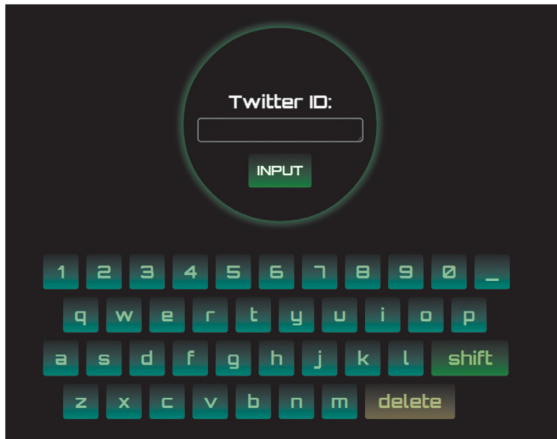 Twitter ID:
INPUT
1 2 3 4 5 6 7 8 9 0 _
q w e r t y u i o p
a s d f g h j k l shift
z x c v b n m delete